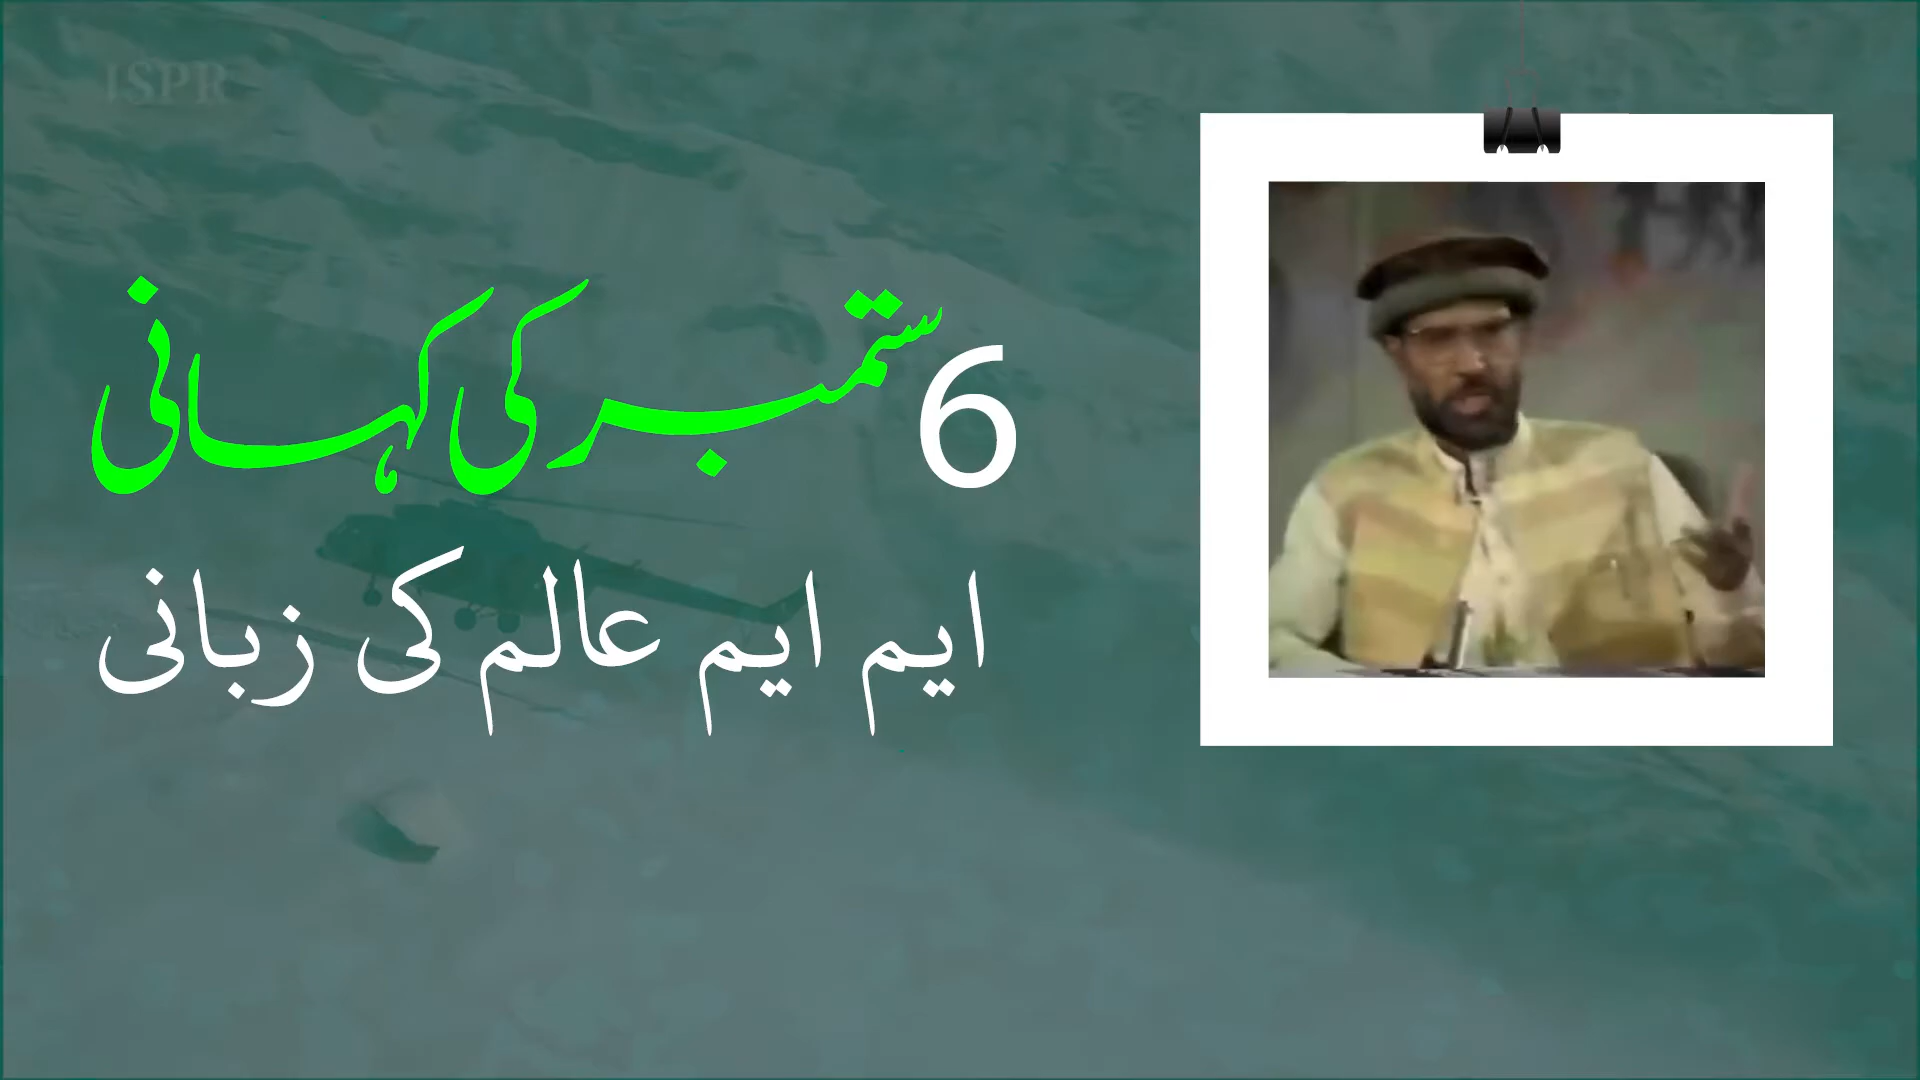 ISPR
6 ستمبر کی کہانی
ایم ایم عالم کی زبانی